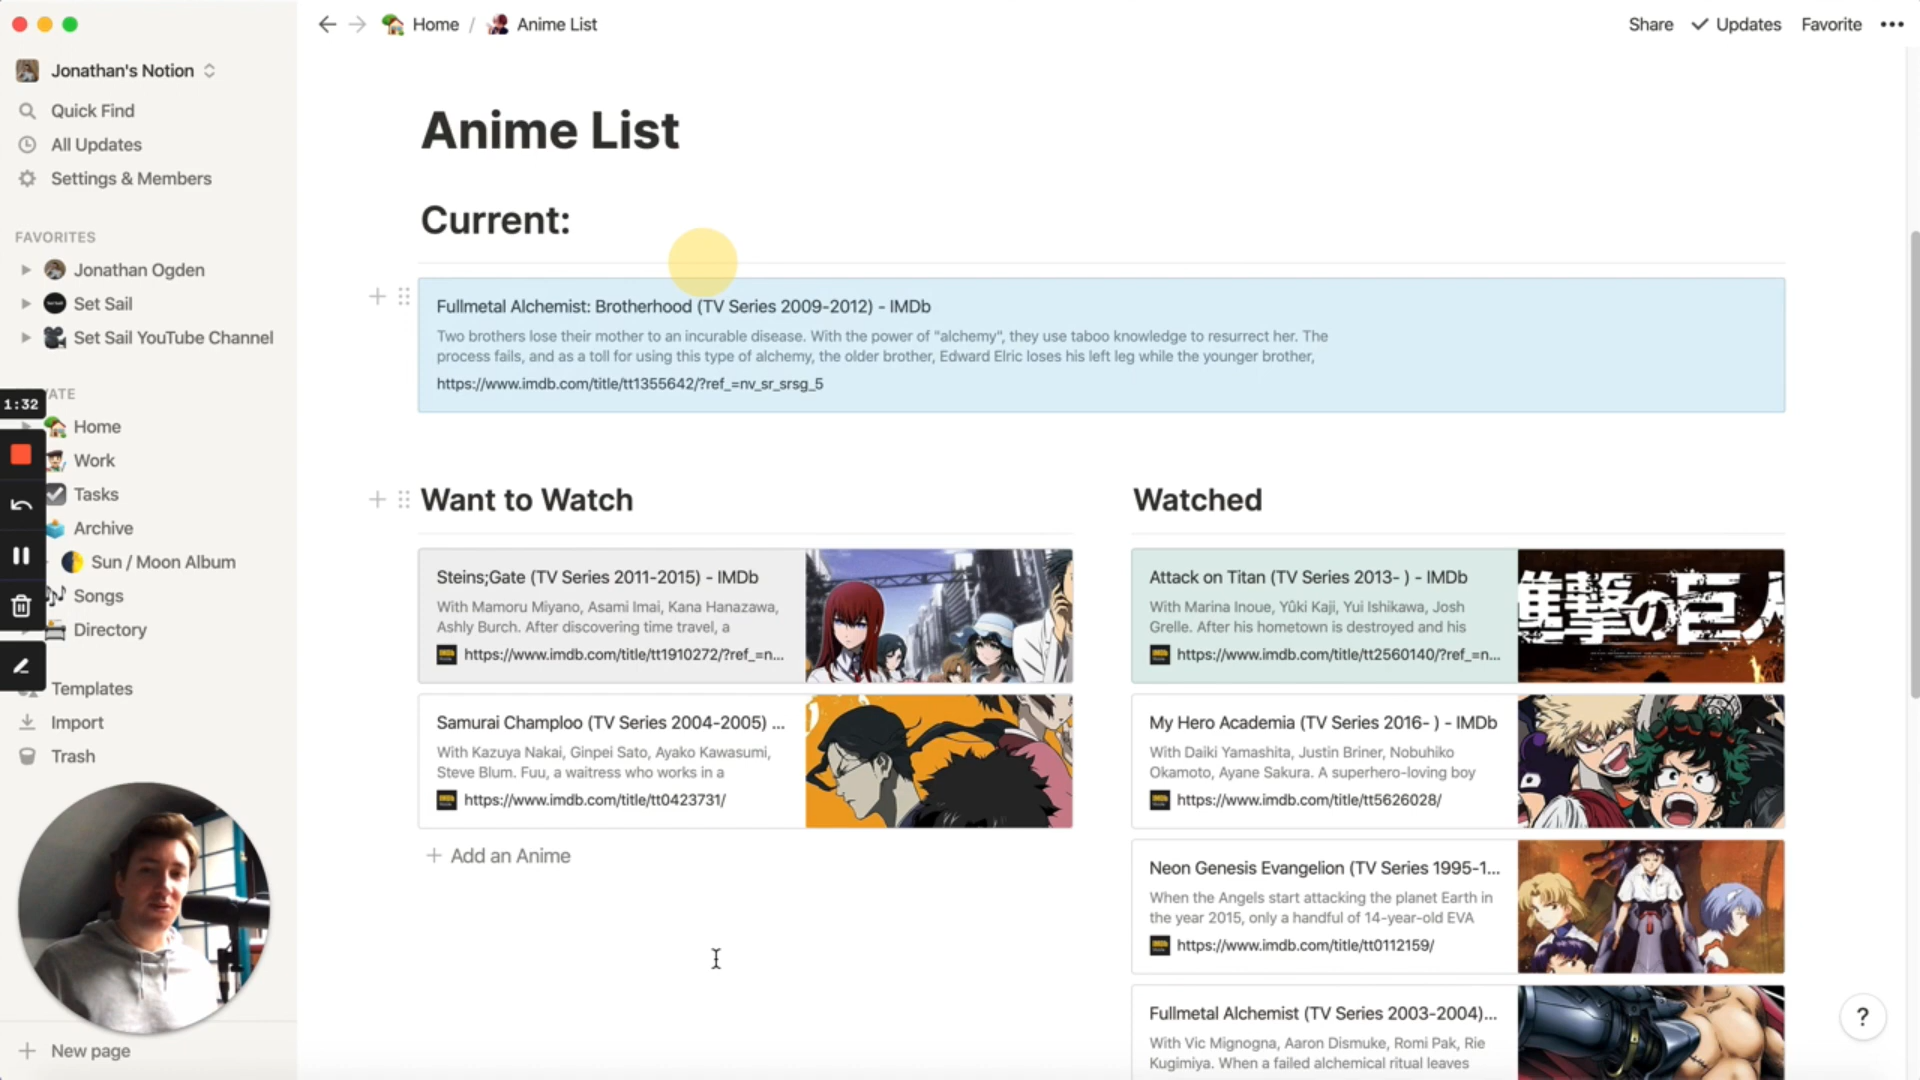 Home / Anime List
Share Updates Favorite
Jonathan's Notion
Quick Find
All Updates
Settings & Members
FAVORITES
Jonathan Ogden
Set Sail
Set Sail YouTube Channel
ATE
1:32
Home
Work
Tasks
Archive
Sun / Moon Album
Songs
Directory
Templates
Import
Trash
New page
Anime List
Current:
Fullmetal Alchemist: Brotherhood (TV Series 2009-2012) - IMDb
Two brothers lose their mother to an incurable disease. With the power of "alchemy", they use taboo knowledge to resurrect her. The
process fails, and as a toll for using this type of alchemy, the older brother, Edward Elric loses his left leg while the younger brother,
https://www.imdb.com/title/tt1355642/?ref_=nv_sr_srsg_5
Want to Watch
Steins;Gate (TV Series 2011-2015) - IMDb
With Mamoru Miyano, Asami Imai, Kana Hanazawa,
Ashly Burch. After discovering time travel, a
https://www.imdb.com/title/tt1910272/?ref_=n...
Samurai Champloo (TV Series 2004-2005) ...
With Kazuya Nakai, Ginpei Sato, Ayako Kawasumi,
Steve Blum. Fuu, a waitress who works in a
https://www.imdb.com/title/tt0423731/
Add an Anime
Watched
Attack on Titan (TV Series 2013- ) - IMDb
With Marina Inoue, Yûki Kaji, Yui Ishikawa, Josh
Grelle. After his hometown is destroyed and his
https://www.imdb.com/title/tt2560140/?ref_=n...
進撃の巨人
My Hero Academia (TV Series 2016- ) - IMDb
With Daiki Yamashita, Justin Briner, Nobuhiko
Okamoto, Ayane Sakura. A superhero-loving boy
https://www.imdb.com/title/tt5626028/
Neon Genesis Evangelion (TV Series 1995-1...
When the Angels start attacking the planet Earth in
the year 2015, only a handful of 14-year-old EVA
https://www.imdb.com/title/tt0112159/
Fullmetal Alchemist (TV Series 2003-2004)...
With Vic Mignogna, Aaron Dismuke, Romi Pak, Rie
Kugimiya. When a failed alchemical ritual leaves
?